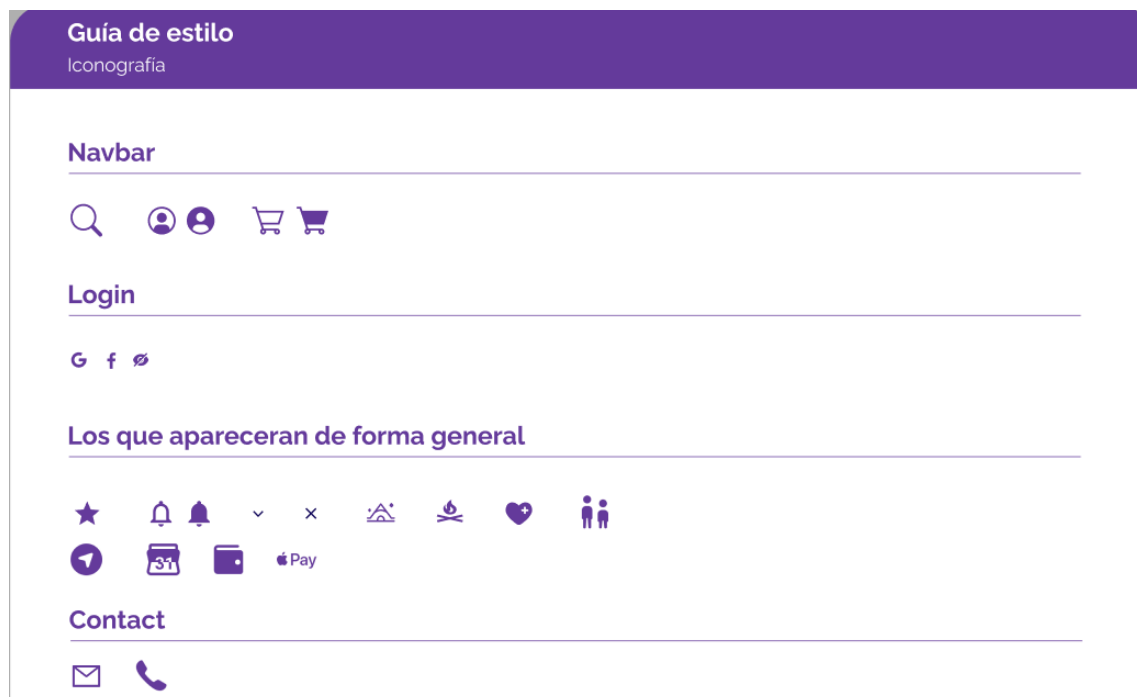 Guía de estilo
Iconografía
Navbar
Login
G f
Los que apareceran de forma general
31 Pay
Contact